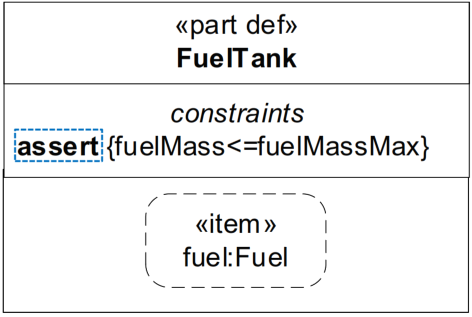 «part def»
FuelTank
constraints
assert {fuelMass<=fuelMassMax}
«item»
fuel:Fuel